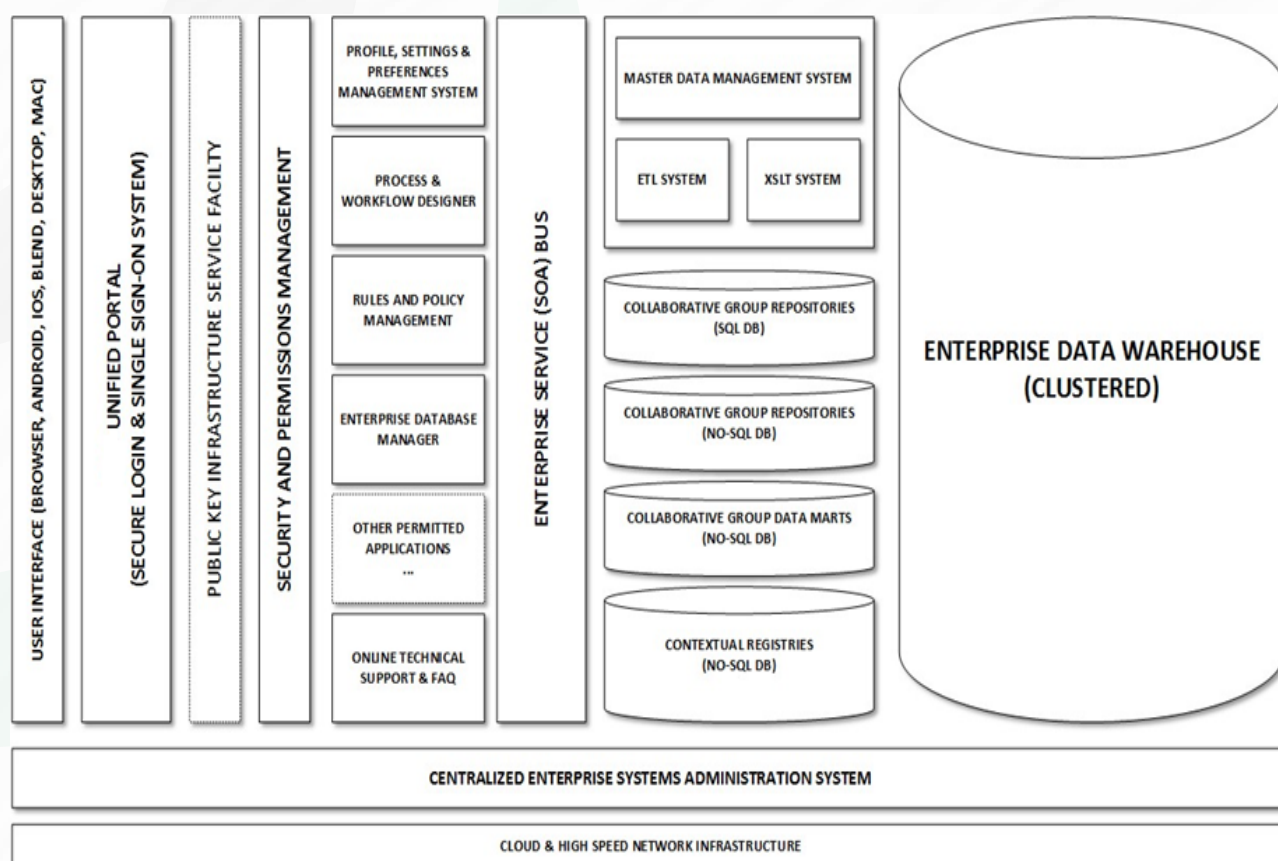 USER INTERFACE (BROWSER, ANDROID, IOS, BLEND, DESKTOP, MAC)
UNIFIED PORTAL
(SECURE LOGIN & SINGLE SIGN-ON SYSTEM)
PUBLIC KEY INFRASTRUCTURE SERVICE FACILTY
SECURITY AND PERMISSIONS MANAGEMENT
PROFILE, SETTINGS &
PREFERENCES
MANAGEMENT SYSTEM
PROCESS &
WORKFLOW DESIGNER
RULES AND POLICY
MANAGEMENT
ENTERPRISE DATABASE
MANAGER
OTHER PERMITTED
APPLICATIONS
...
ONLINE TECHNICAL
SUPPORT & FAQ
ENTERPRISE SERVICE (SOA) BUS
MASTER DATA MANAGEMENT SYSTEM
ETL SYSTEM
XSLT SYSTEM
COLLABORATIVE GROUP REPOSITORIES
(SQL DB)
COLLABORATIVE GROUP REPOSITORIES
(NO-SQL DB)
COLLABORATIVE GROUP DATA MARTS
(NO-SQL DB)
CONTEXTUAL REGISTRIES
(NO-SQL DB)
ENTERPRISE DATA WAREHOUSE
(CLUSTERED)
CENTRALIZED ENTERPRISE SYSTEMS ADMINISTRATION SYSTEM
CLOUD & HIGH SPEED NETWORK INFRASTRUCTURE